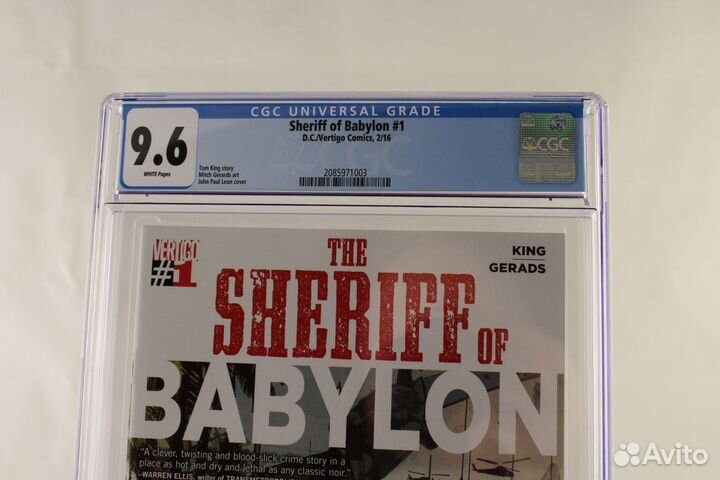 CGC UNIVERSAL GRADE
9.6
WHITE Pages
Sheriff of Babylon #1
D.C./Vertigo Comics, 2/16
Tom King story
Mitch Gerards art
John Paul Leon cover
2085971003
CGC
VERTIGO
#1
THE
SHERIFF OF
BABYLON
KING
GERADS
"A clever, twisting and blood-slick crime story in a
place as hot and dry and lethal as any classic noir."
—WARREN ELLIS, writer of
Avito